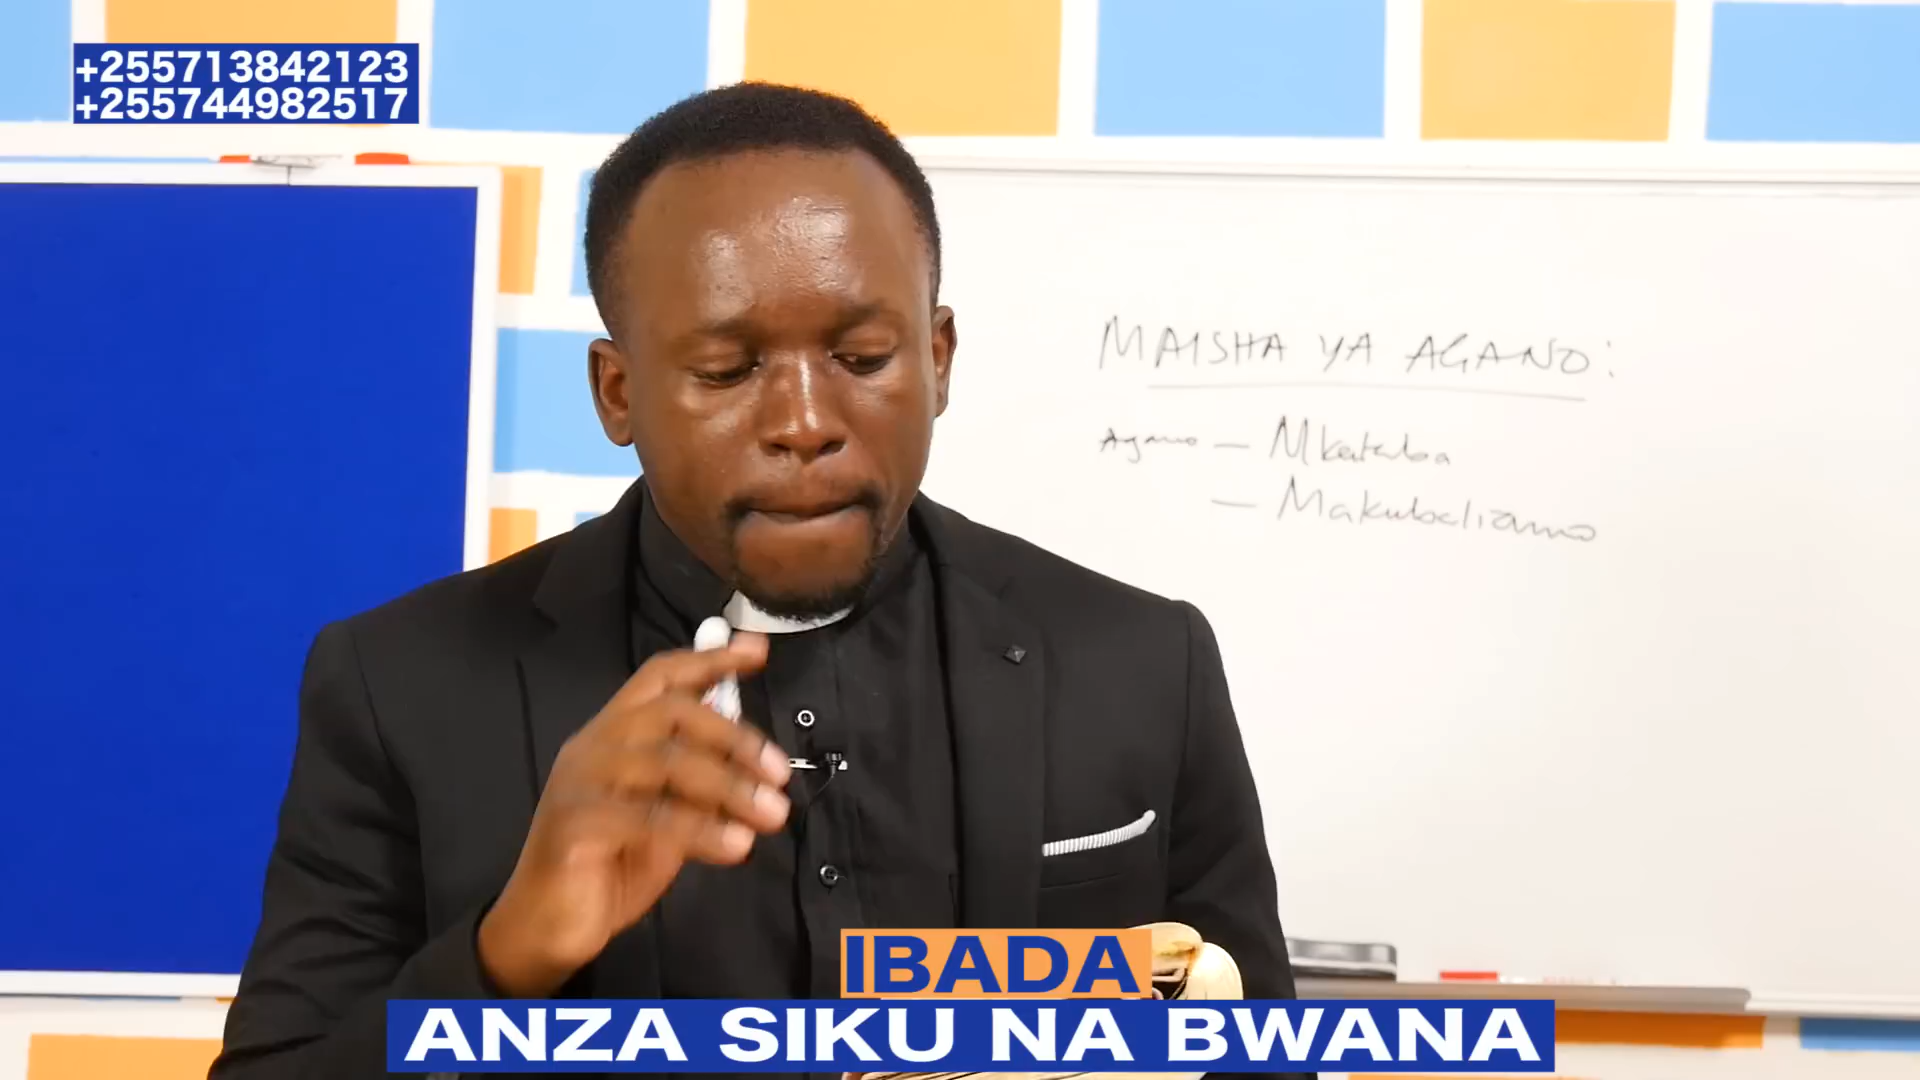 +255713842123
+255744982517
MAISHA YA AGANO:
Agano – Mkataba
– Makubaliano
IBADA
ANZA SIKU NA BWANA